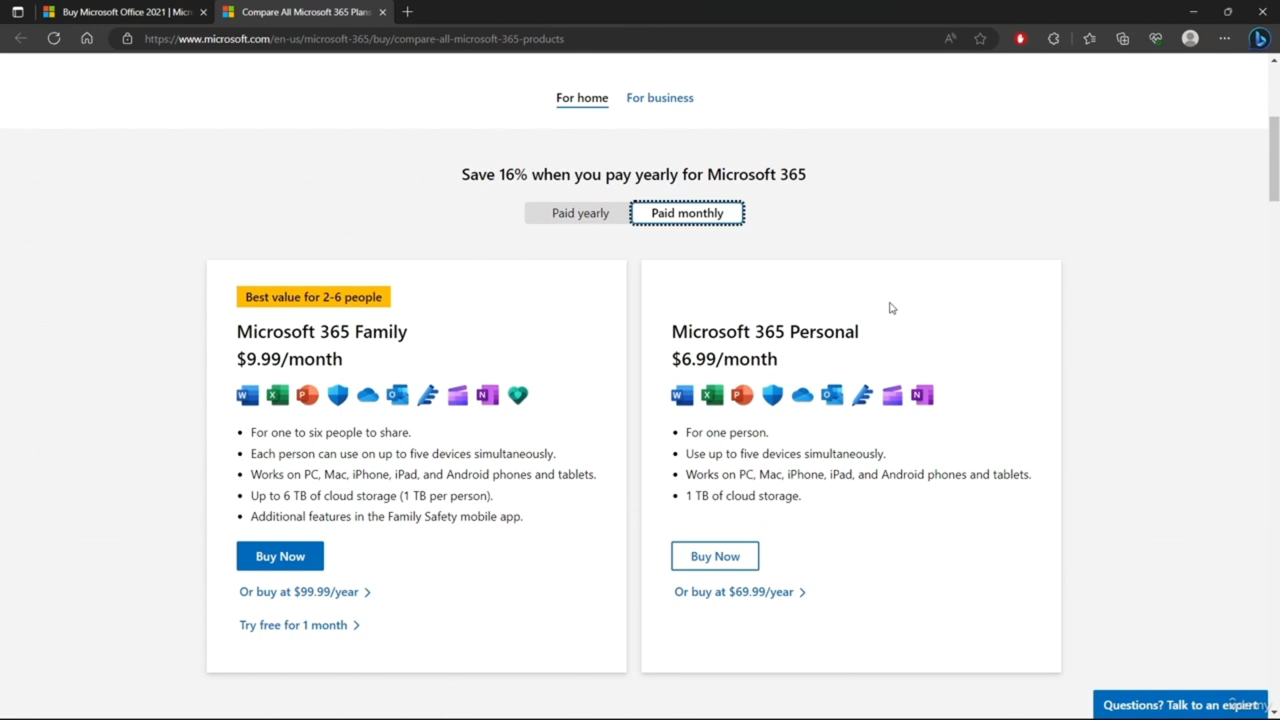 Buy Microsoft Office 2021 | Micr
Compare All Microsoft 365 Plans
https://www.microsoft.com/en-us/microsoft-365/buy/compare-all-microsoft-365-products
For home
For business
Save 16% when you pay yearly for Microsoft 365
Paid yearly
Paid monthly
Best value for 2-6 people
Microsoft 365 Family
$9.99/month
• For one to six people to share.
• Each person can use on up to five devices simultaneously.
• Works on PC, Mac, iPhone, iPad, and Android phones and tablets.
• Up to 6 TB of cloud storage (1 TB per person).
• Additional features in the Family Safety mobile app.
Buy Now
Or buy at $99.99/year
Try free for 1 month
Microsoft 365 Personal
$6.99/month
• For one person.
• Use up to five devices simultaneously.
• Works on PC, Mac, iPhone, iPad, and Android phones and tablets.
• 1 TB of cloud storage.
Buy Now
Or buy at $69.99/year
Questions? Talk to an expert